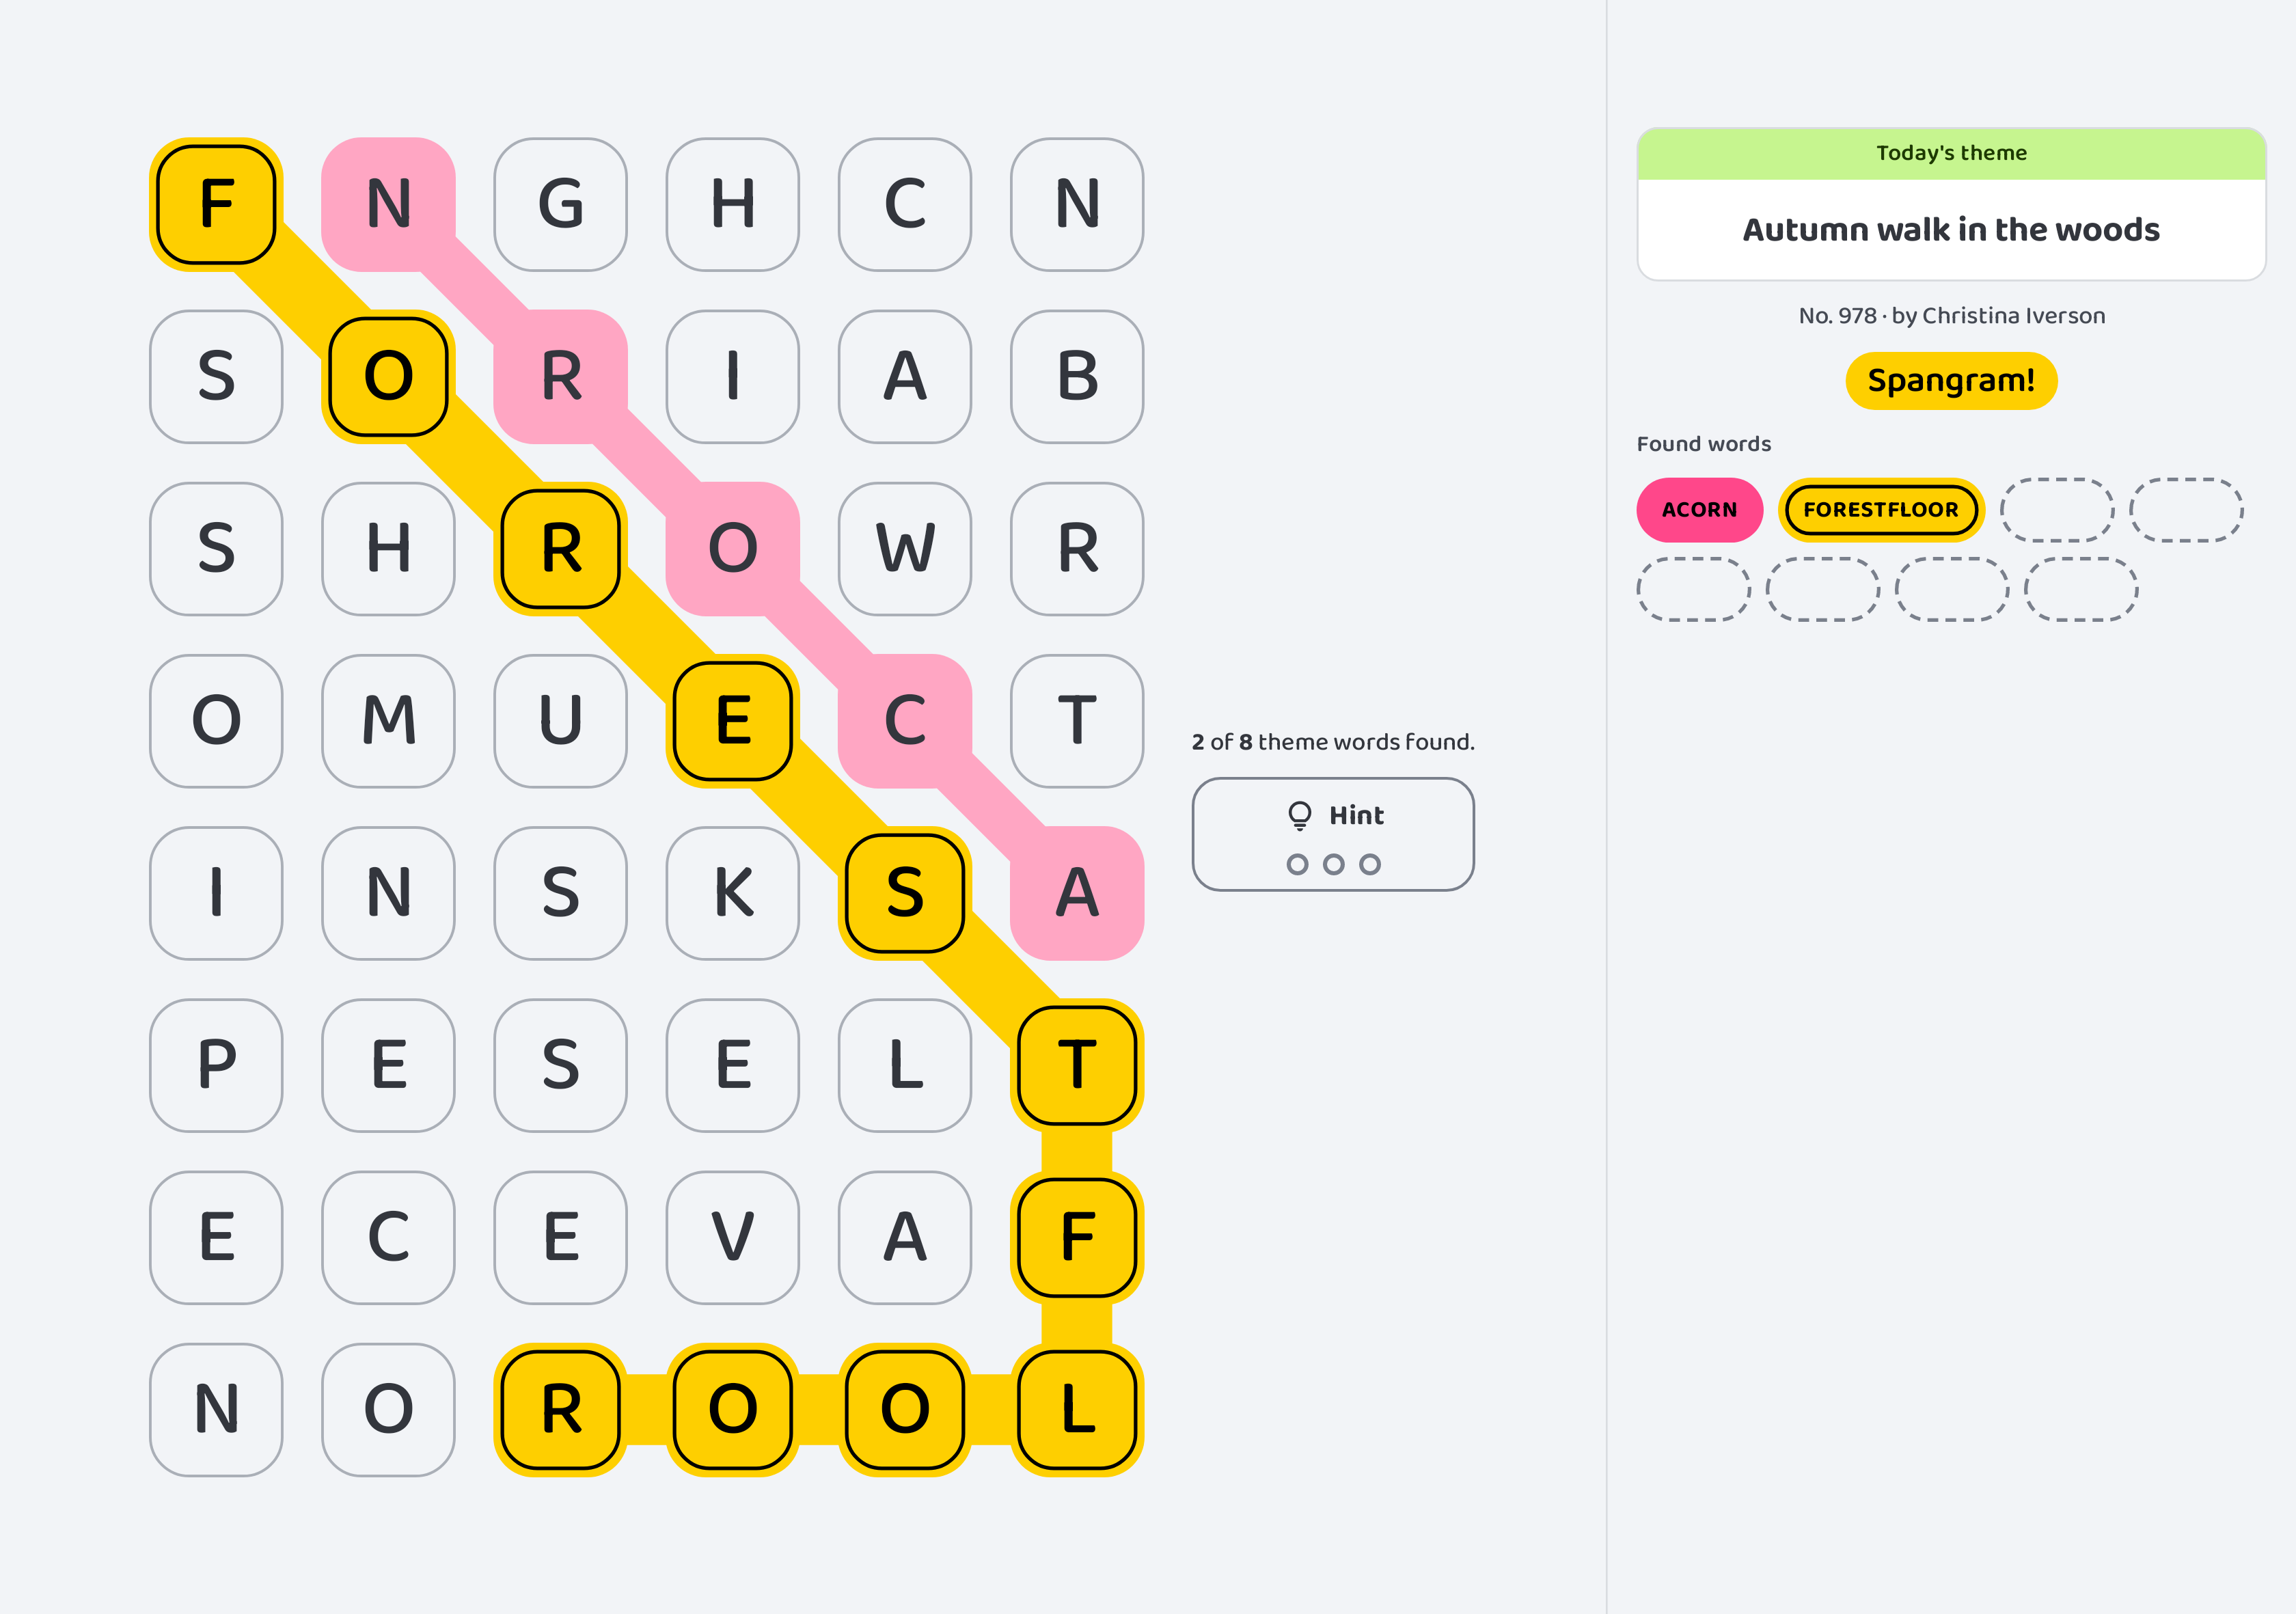 F N G H C N
S O R I A B
S H R O W R
O M U E C T
I N S K S A
P E S E L T
E C E V A F
N O R O O L
2 of 8 theme words found.
Hint
Today's theme
Autumn walk in the woods
No. 978 · by Christina Iverson
Spangram!
Found words
ACORN FORESTFLOOR